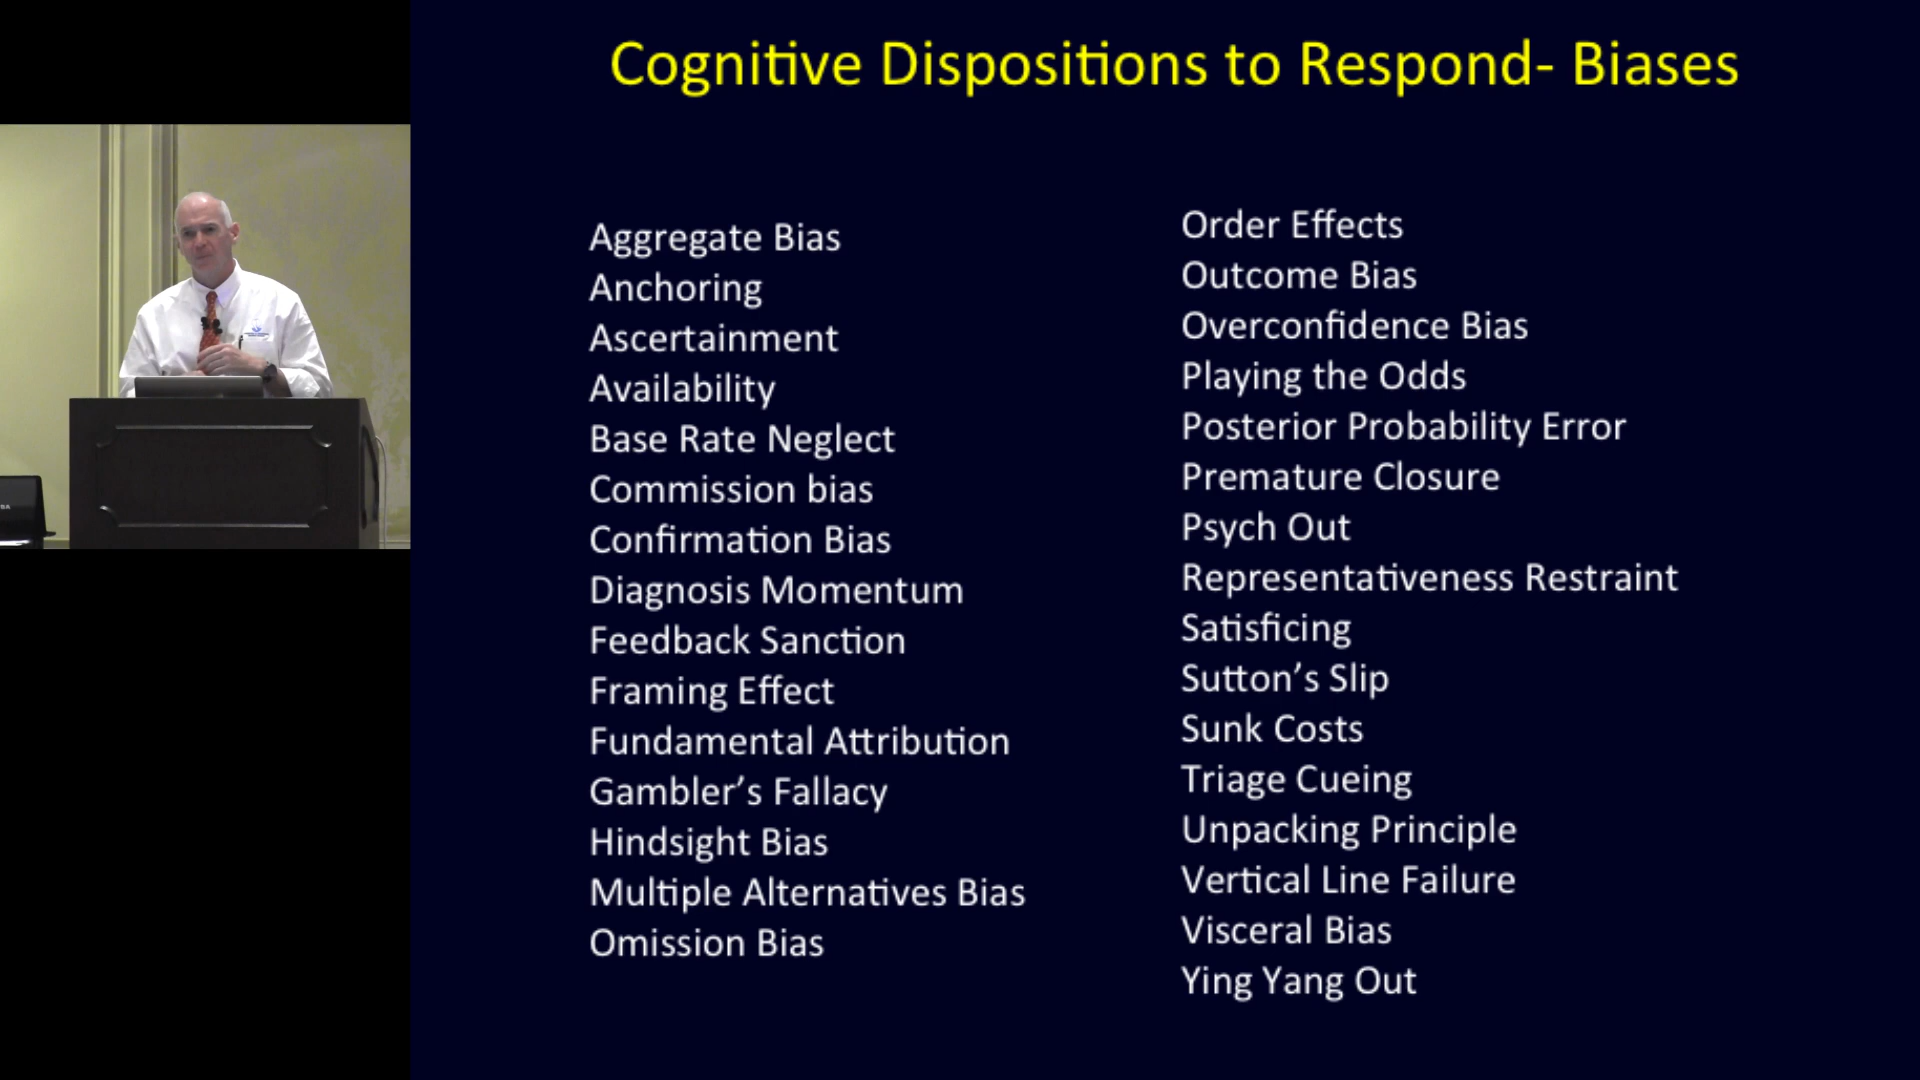 Cognitive Dispositions to Respond- Biases
Aggregate Bias
Anchoring
Ascertainment
Availability
Base Rate Neglect
Commission bias
Confirmation Bias
Diagnosis Momentum
Feedback Sanction
Framing Effect
Fundamental Attribution
Gambler’s Fallacy
Hindsight Bias
Multiple Alternatives Bias
Omission Bias
Order Effects
Outcome Bias
Overconfidence Bias
Playing the Odds
Posterior Probability Error
Premature Closure
Psych Out
Representativeness Restraint
Satisficing
Sutton’s Slip
Sunk Costs
Triage Cueing
Unpacking Principle
Vertical Line Failure
Visceral Bias
Ying Yang Out